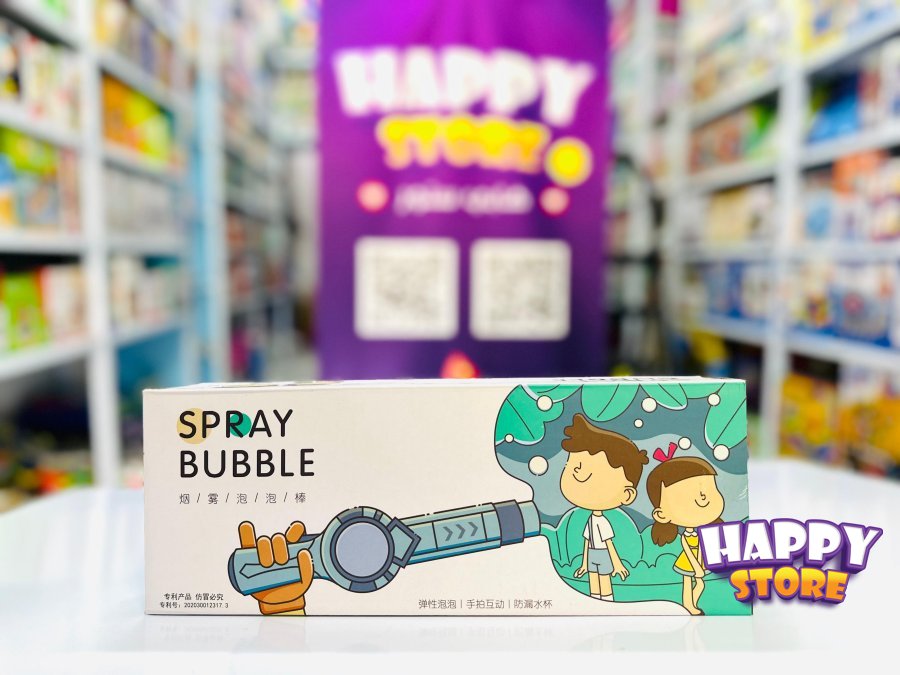 HAPPY
STORE
SPRAY
BUBBLE
烟 / 雾 / 泡 / 泡 / 棒
专利产品 仿冒必究
专利号：202030012317.3
弹性泡泡 | 手拍互动 | 防漏水杯
HAPPY
STORE